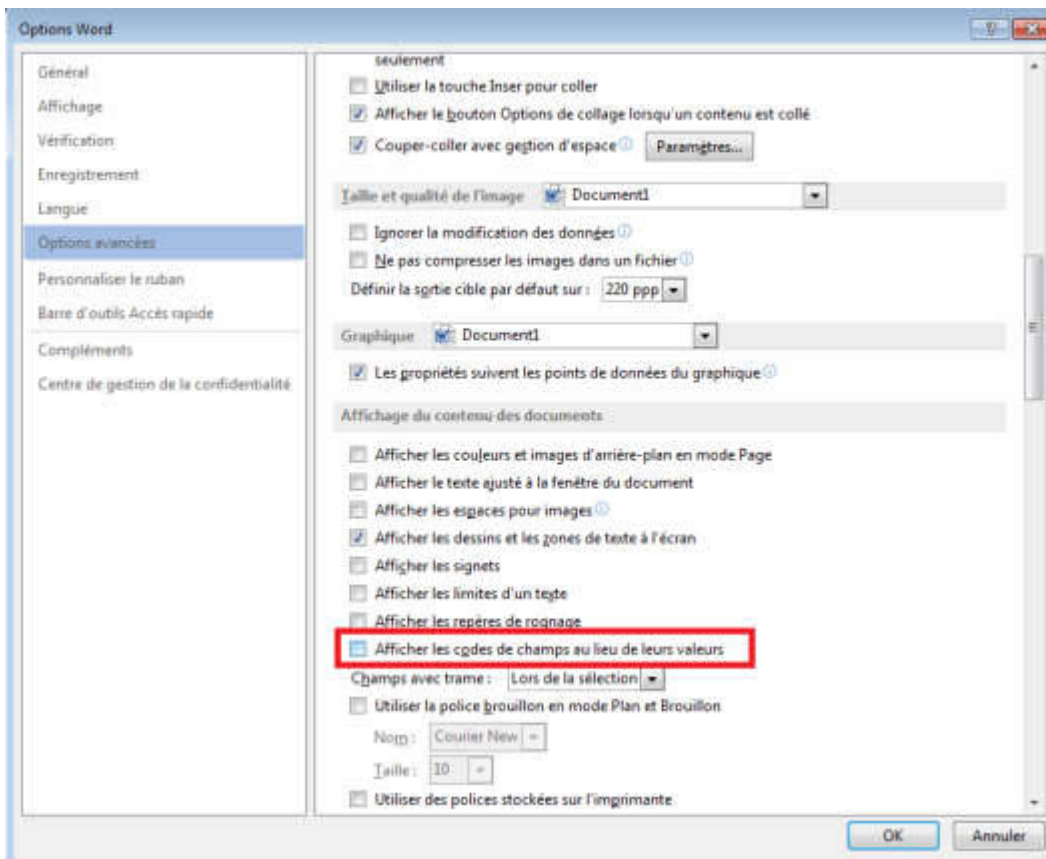 Options Word
Général
Affichage
Vérification
Enregistrement
Langue
Options avancées
Personnaliser le ruban
Barre d'outils Accès rapide
Compléments
Centre de gestion de la confidentialité
seulement
Utiliser la touche Inser pour coller
Afficher le bouton Options de collage lorsqu'un contenu est collé
Couper-coller avec gestion d'espace Paramètres...
Taille et qualité de l'image Document1
Ignorer la modification des données
Ne pas compresser les images dans un fichier
Définir la sortie cible par défaut sur : 220 ppp
Graphique Document1
Les propriétés suivent les points de données du graphique
Affichage du contenu des documents
Afficher les couleurs et images d'arrière-plan en mode Page
Afficher le texte ajusté à la fenêtre du document
Afficher les espaces pour images
Afficher les dessins et les zones de texte à l'écran
Afficher les signets
Afficher les limites d'un texte
Afficher les repères de rognage
Afficher les codes de champs au lieu de leurs valeurs
Champs avec trame : Lors de la sélection
Utiliser la police brouillon en mode Plan et Brouillon
Nom : Courier New
Taille : 10
Utiliser des polices stockées sur l'imprimante
OK Annuler